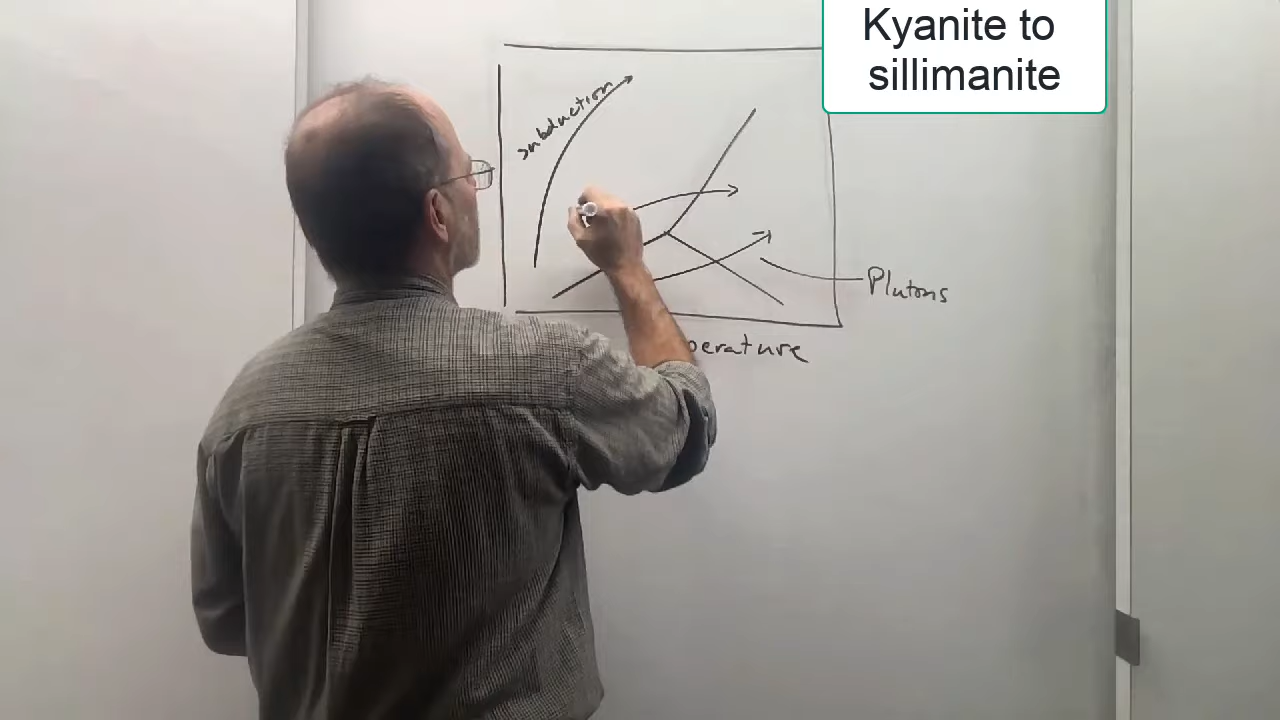 Kyanite to
sillimanite
subduction
Plutons
perature